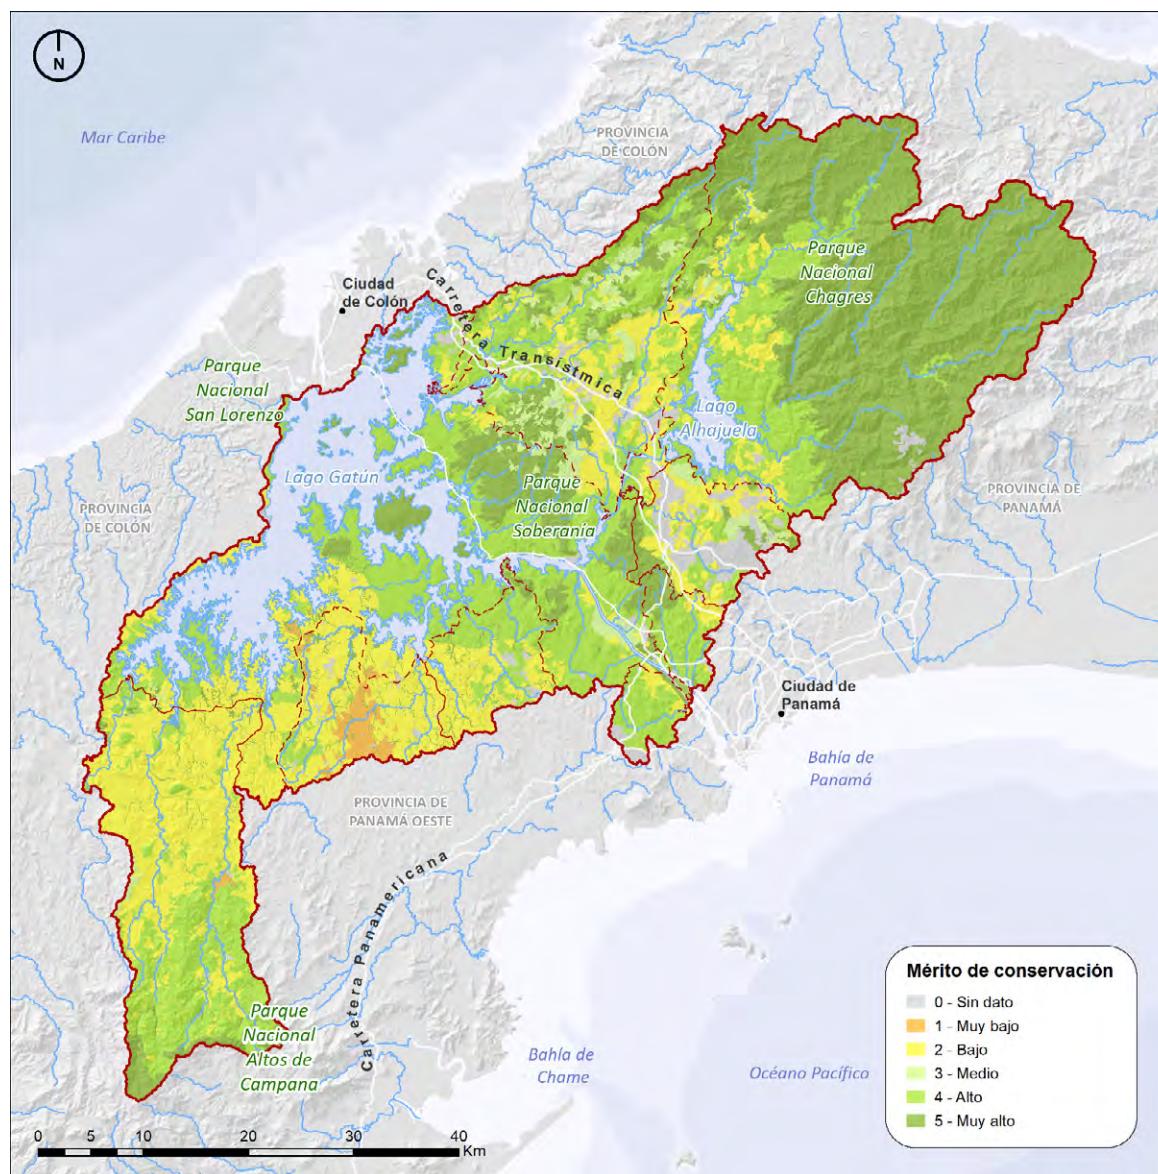 N
Mar Caribe
PROVINCIA
DE COLÓN
Parque
Nacional
Chagres
Ciudad
de Colón
Carretera Transístmica
Parque
Nacional
San Lorenzo
Lago
Alhajuela
Lago Gatún
Parque
Nacional
Soberanía
PROVINCIA
DE COLÓN
PROVINCIA DE
PANAMÁ
Ciudad de
Panamá
Bahía de
Panamá
PROVINCIA DE
PANAMÁ OESTE
Carretera Panamericana
Parque
Nacional
Altos de
Campana
Bahía de
Chame
Océano Pacífico
Mérito de conservación
0 - Sin dato
1 - Muy bajo
2 - Bajo
3 - Medio
4 - Alto
5 - Muy alto
0 5 10 20 30 40
Km